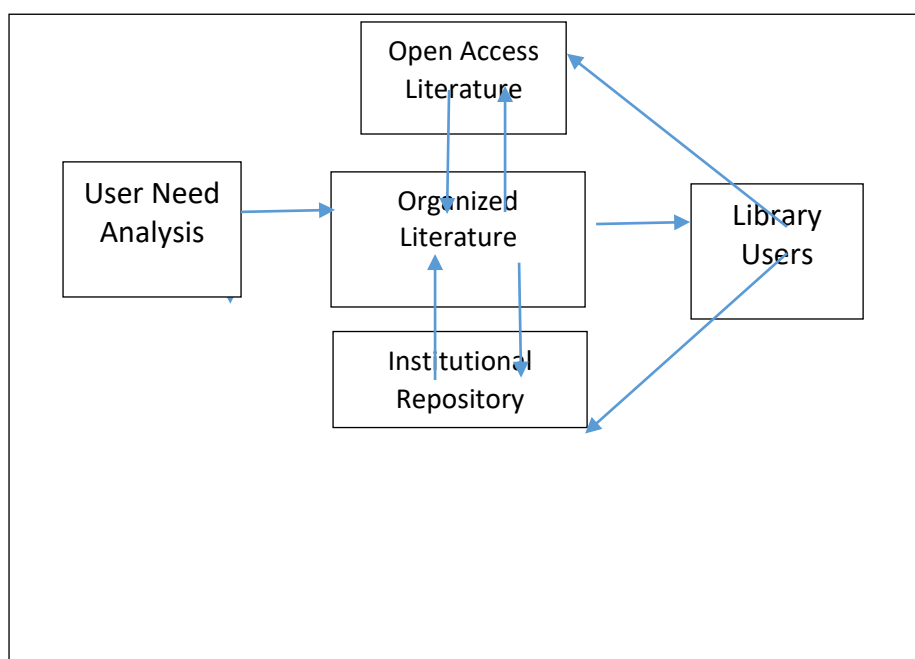 Open Access
Literature
User Need
Analysis
Organized
Literature
Library
Users
Institutional
Repository